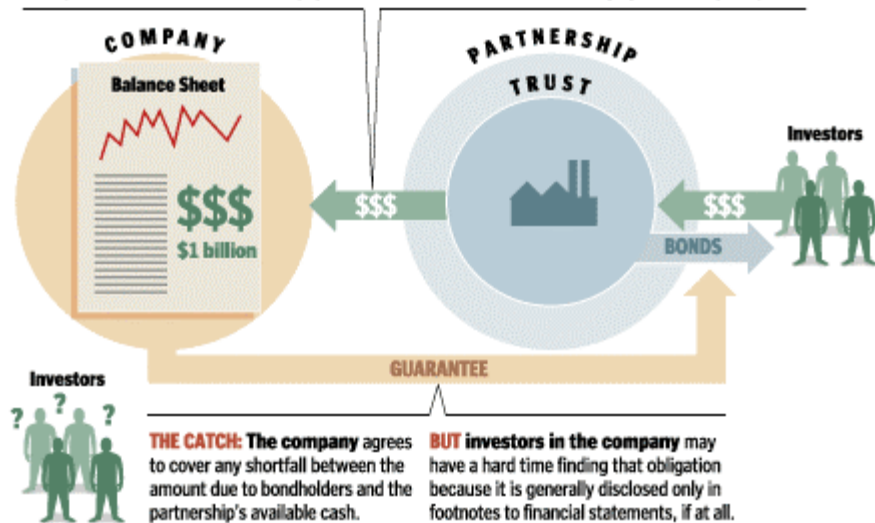 COMPANY
PARTNERSHIP
TRUST
Balance Sheet
Investors
$$$
$1 billion
$$$
$$$
BONDS
GUARANTEE
Investors
? ? ?
THE CATCH: The company agrees
to cover any shortfall between the
amount due to bondholders and the
partnership's available cash.
BUT investors in the company may
have a hard time finding that obligation
because it is generally disclosed only in
footnotes to financial statements, if at all.